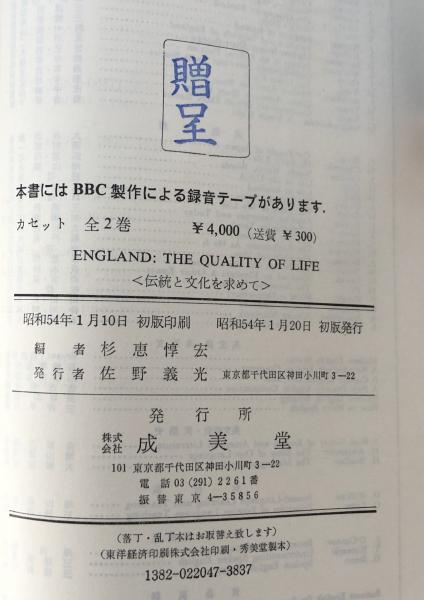 贈呈
本書には BBC 製作による録音テープがあります.
カセット 全2巻 ¥4,000 (送費 ¥300)
ENGLAND: THE QUALITY OF LIFE
<伝統と文化を求めて>
昭和54年1月10日 初版印刷 昭和54年1月20日 初版発行
編者 杉恵惇宏
発行者 佐野義光 東京都千代田区神田小川町3-22
発行所
株式会社 成美堂
101 東京都千代田区神田小川町3-22
電話 03(291)2261番
振替東京 4-35856
(落丁・乱丁本はお取替え致します)
(東洋経済印刷株式会社印刷・秀美堂製本)
1382-022047-3837